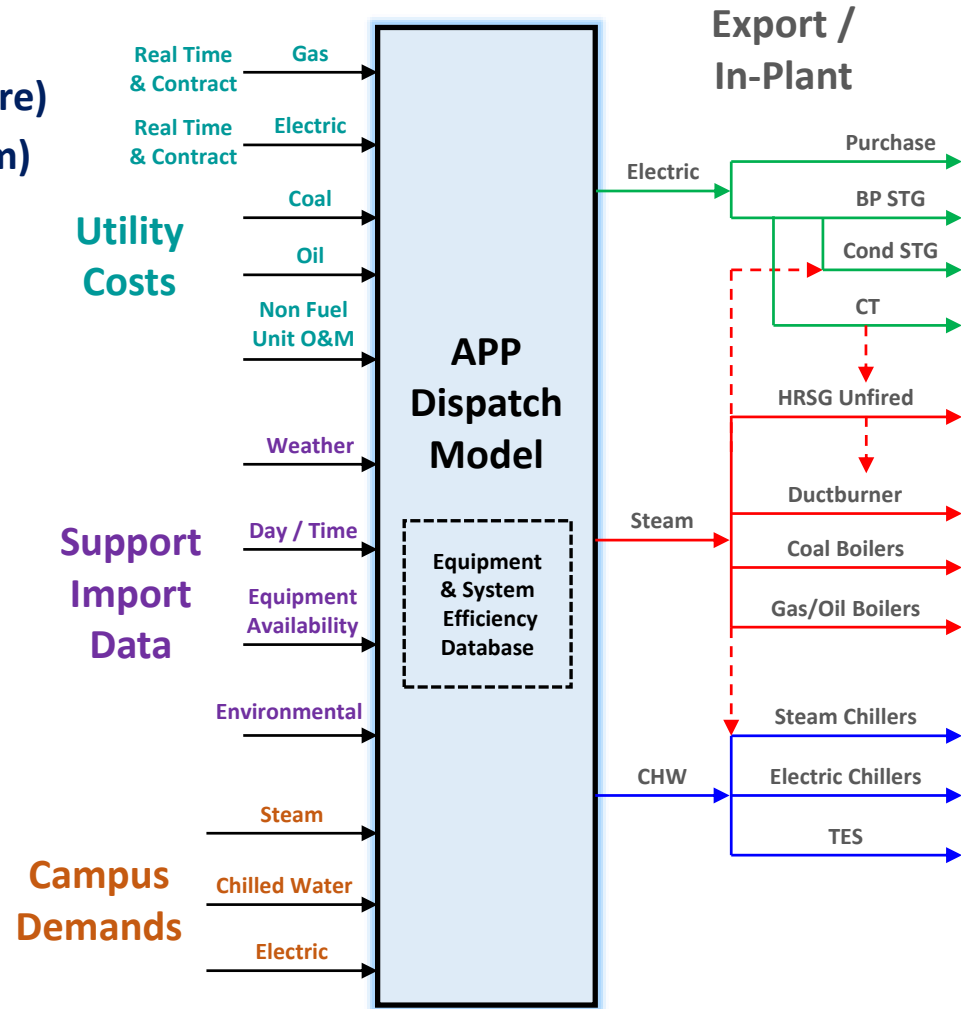 re)
m)
Utility
Costs
Real Time
& Contract
Gas
Real Time
& Contract
Electric
Coal
Oil
Non Fuel
Unit O&M
Support
Import
Data
Weather
Day / Time
Equipment
Availability
Environmental
Campus
Demands
Steam
Chilled Water
Electric
APP
Dispatch
Model
Equipment
& System
Efficiency
Database
Export /
In-Plant
Electric
Purchase
BP STG
Cond STG
CT
Steam
HRSG Unfired
Ductburner
Coal Boilers
Gas/Oil Boilers
CHW
Steam Chillers
Electric Chillers
TES